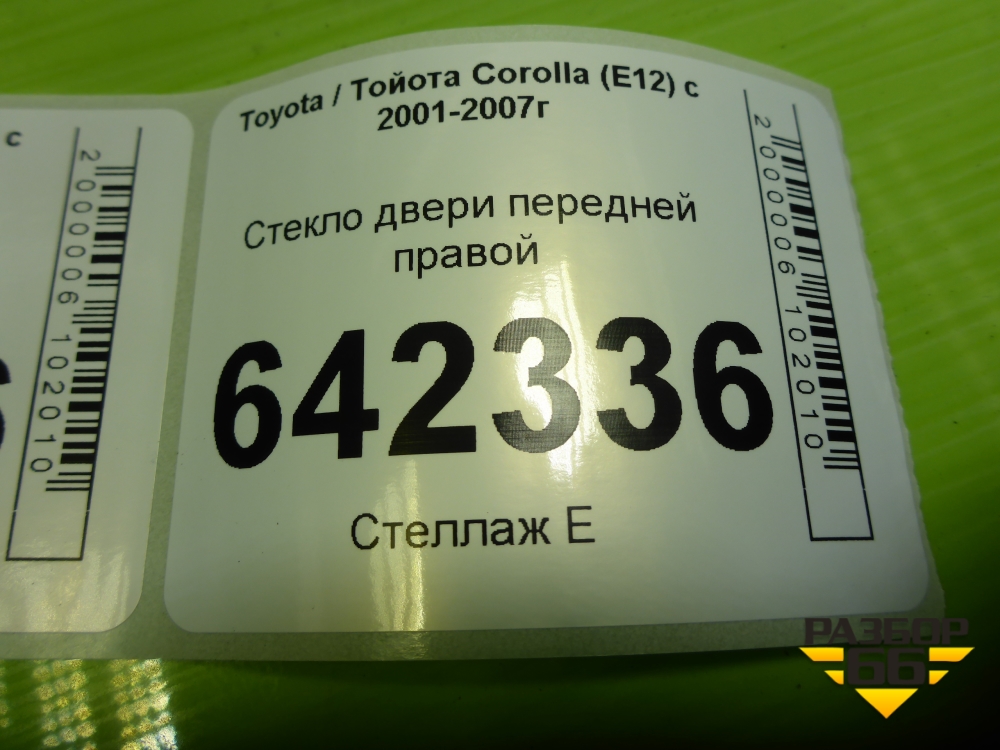 с
2000006102010
Toyota / Тойота Corolla (E12) с
2001-2007г
Стекло двери передней
правой
642336
Стеллаж Е
2000006102010
РАЗБОР
66